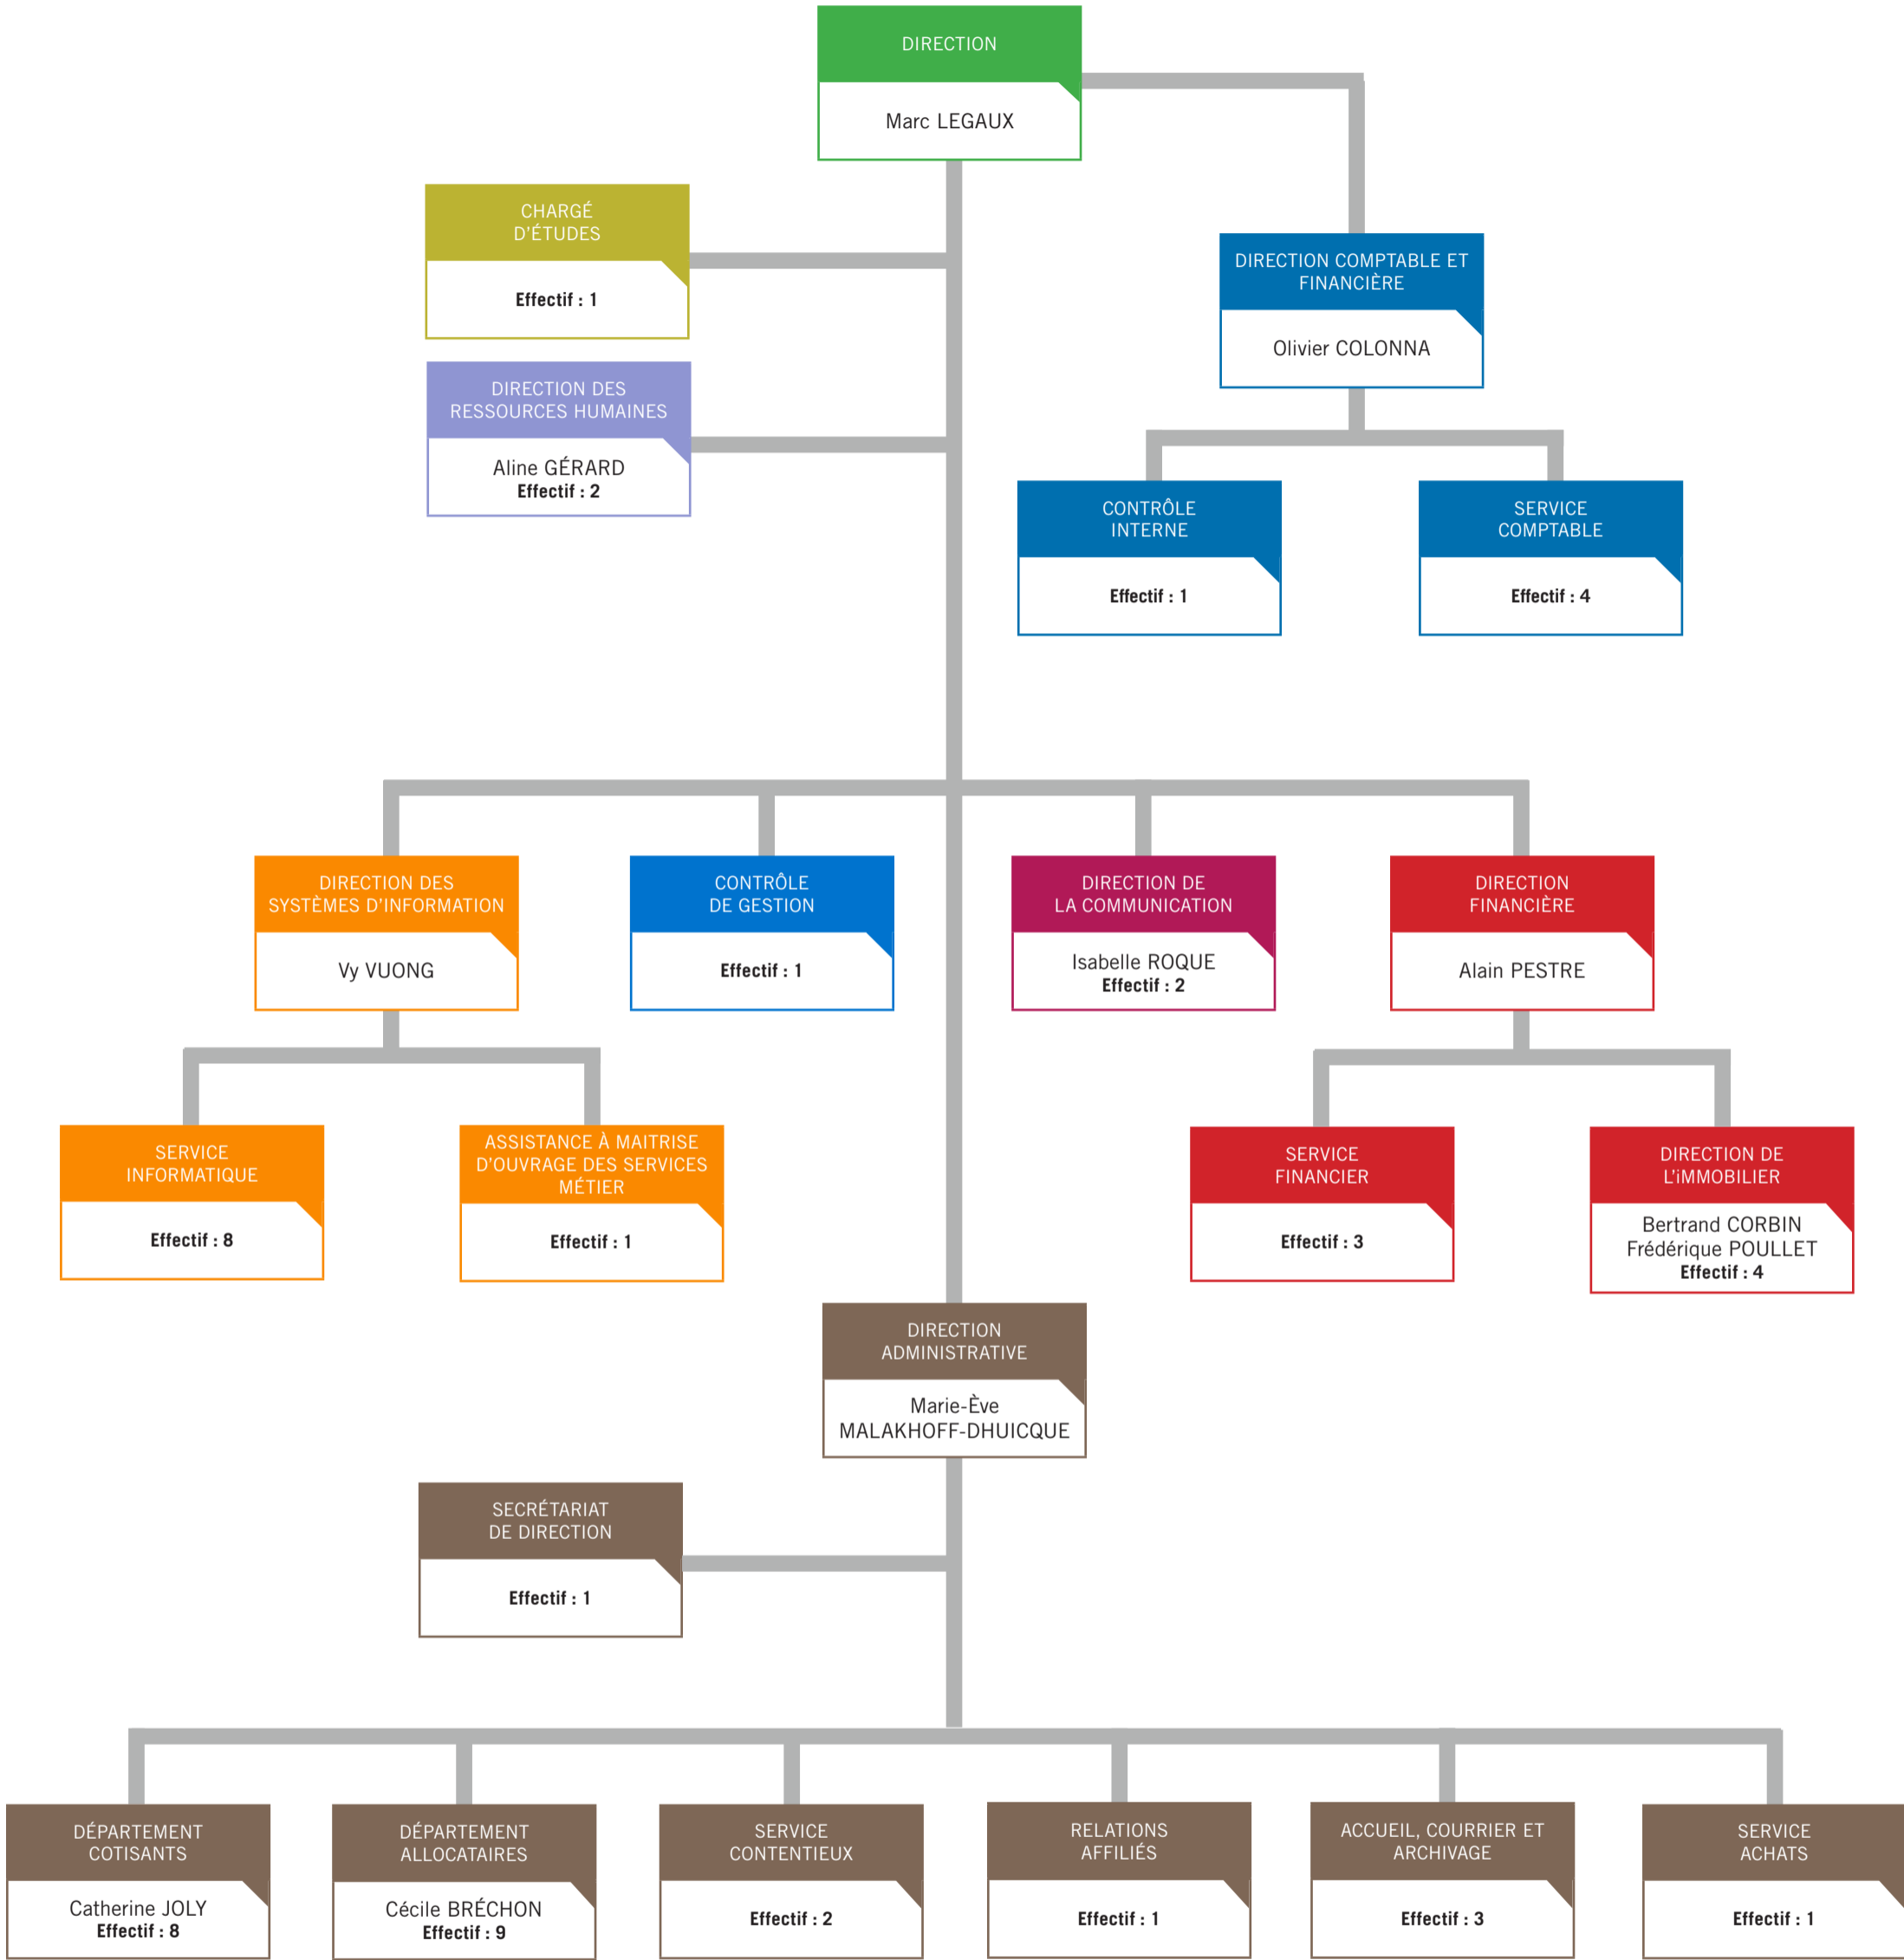 DIRECTION
Marc LEGAUX
CHARGÉ
D'ÉTUDES
Effectif : 1
DIRECTION COMPTABLE ET
FINANCIÈRE
Olivier COLONNA
DIRECTION DES
RESSOURCES HUMAINES
Aline GÉRARD
Effectif : 2
CONTRÔLE
INTERNE
Effectif : 1
SERVICE
COMPTABLE
Effectif : 4
DIRECTION DES
SYSTÈMES D'INFORMATION
Vy VUONG
CONTRÔLE
DE GESTION
Effectif : 1
DIRECTION DE
LA COMMUNICATION
Isabelle ROQUE
Effectif : 2
DIRECTION
FINANCIÈRE
Alain PESTRE
SERVICE
INFORMATIQUE
Effectif : 8
ASSISTANCE À MAITRISE
D'OUVRAGE DES SERVICES
MÉTIER
Effectif : 1
SERVICE
FINANCIER
Effectif : 3
DIRECTION DE
L'iMMOBILIER
Bertrand CORBIN
Frédérique POULLET
Effectif : 4
DIRECTION
ADMINISTRATIVE
Marie-Ève
MALAKHOFF-DHUICQUE
SECRÉTARIAT
DE DIRECTION
Effectif : 1
DÉPARTEMENT
COTISANTS
Catherine JOLY
Effectif : 8
DÉPARTEMENT
ALLOCATAIRES
Cécile BRÉCHON
Effectif : 9
SERVICE
CONTENTIEUX
Effectif : 2
RELATIONS
AFFILIÉS
Effectif : 1
ACCUEIL, COURRIER ET
ARCHIVAGE
Effectif : 3
SERVICE
ACHATS
Effectif : 1